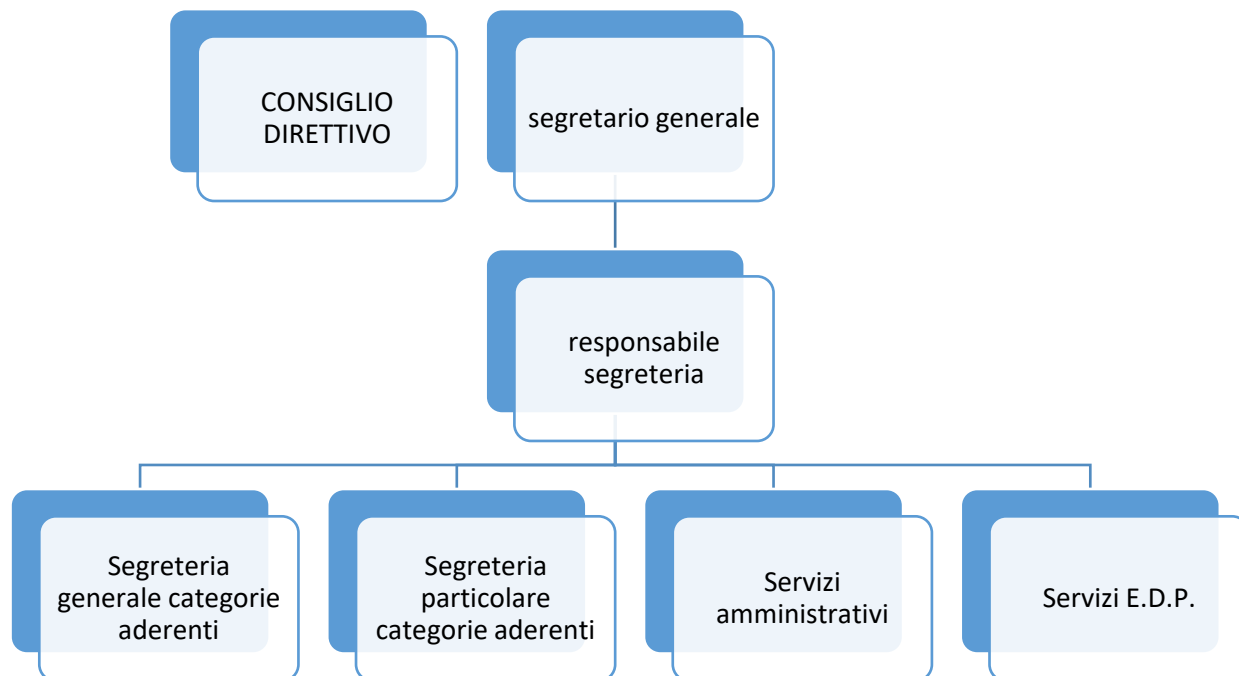 CONSIGLIO
DIRETTIVO
segretario generale
responsabile
segreteria
Segreteria
generale categorie
aderenti
Segreteria
particolare
categorie aderenti
Servizi
amministrativi
Servizi E.D.P.